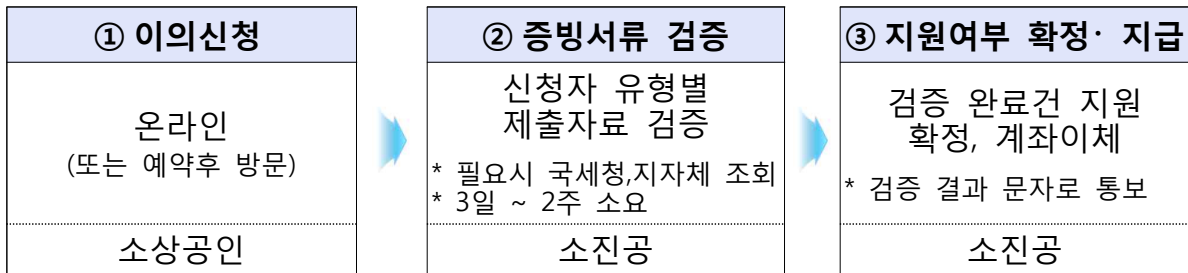 ① 이의신청
온라인
(또는 예약후 방문)
소상공인
② 증빙서류 검증
신청자 유형별
제출자료 검증
* 필요시 국세청,지자체 조회
* 3일 ~ 2주 소요
소진공
③ 지원여부 확정· 지급
검증 완료건 지원
확정, 계좌이체
* 검증 결과 문자로 통보
소진공